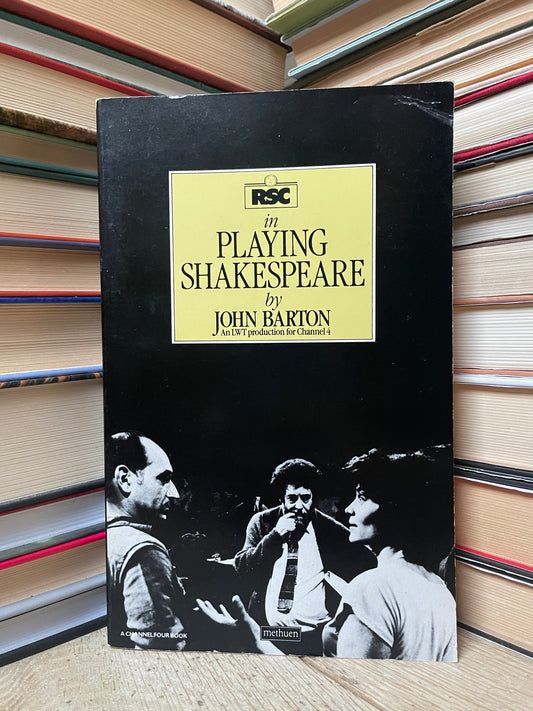 RSC
in
PLAYING
SHAKESPEARE
by
JOHN BARTON
An LWT production for Channel 4
A CHANNEL FOUR BOOK
methuen